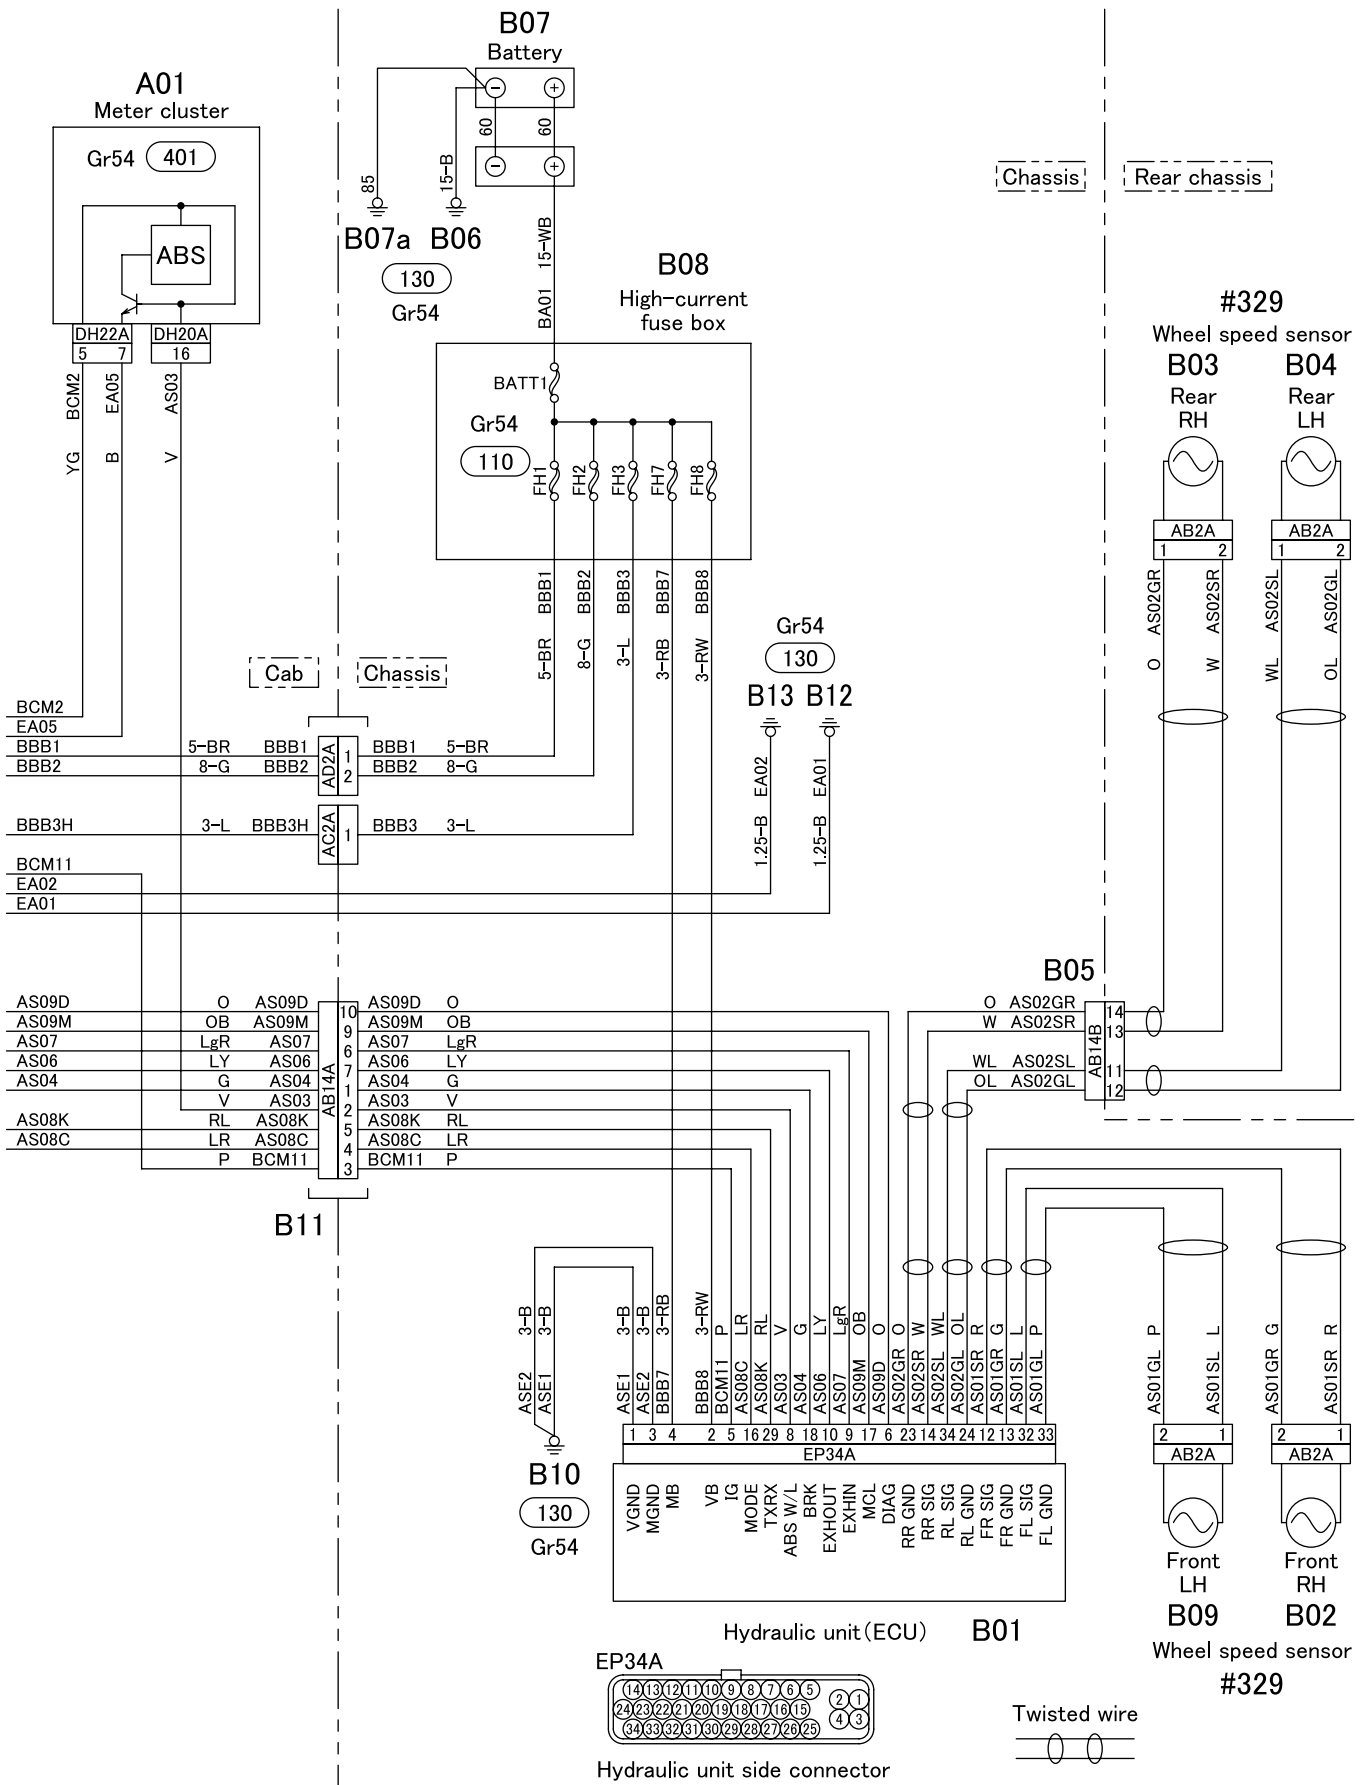 B07
Battery
A01
Meter cluster
Gr54 401
ABS
DH22A DH20A
5 7 16
BCM2 EA05 AS03
YG B V
60 60
85 15-B
15-WB
BA01
B07a B06
130
Gr54
B08
High-current
fuse box
BATT1
Gr54
110
FH1 FH2 FH3 FH7 FH8
BBB1 BBB2 BBB3 BBB7 BBB8
5-BR 8-G 3-L 3-RB 3-RW
Chassis Rear chassis
#329
Wheel speed sensor
B03 B04
Rear Rear
RH LH
AB2A AB2A
1 2 1 2
AS02GR AS02SR AS02SL AS02GL
O W WL OL
Gr54
130
B13 B12
EA02 EA01
1.25-B 1.25-B
Cab Chassis
BCM2
EA05
BBB1 5-BR BBB1 1 BBB1 5-BR
BBB2 8-G BBB2 2 BBB2 8-G
AD2A
BBB3H 3-L BBB3H 1 BBB3 3-L
AC2A
BCM11
EA02
EA01
AS09D O AS09D 10 AS09D O
AS09M OB AS09M 9 AS09M OB
AS07 LgR AS07 6 AS07 LgR
AS06 LY AS06 7 AS06 LY
AS04 G AS04 1 AS04 G
V AS03 2 AS03 V
AS08K RL AS08K 5 AS08K RL
AS08C LR AS08C 4 AS08C LR
P BCM11 3 BCM11 P
AB14A
B11
B05
O AS02GR 14
W AS02SR 13
WL AS02SL 11
OL AS02GL 12
AB14B
3-B 3-B 3-B 3-B 3-RB 3-RW P LR RL V G LY LgR OB O O W WL OL R G L P
ASE2 ASE1 ASE1 ASE2 BBB7 BBB8 BCM11 AS08C AS08K AS03 AS04 AS06 AS07 AS09M AS09D AS02GR AS02SR AS02SL AS02GL AS01SR AS01GR AS01SL AS01GL
1 3 4 2 5 16 29 8 18 10 9 17 6 23 14 34 24 12 13 32 33
EP34A
VGND MGND MB VB IG MODE TXRX ABS W/L BRK EXHOUT EXHIN MCL DIAG RR GND RR SIG RL SIG RL GND FR SIG FR GND FL SIG FL GND
B10
130
Gr54
P L G R
AS01GL AS01SL AS01GR AS01SR
2 1 2 1
AB2A AB2A
Front Front
LH RH
B09 B02
Wheel speed sensor
#329
Hydraulic unit(ECU) B01
EP34A
14 13 12 11 10 9 8 7 6 5 2 1
24 23 22 21 20 19 18 17 16 15 4 3
34 33 32 31 30 29 28 27 26 25
Hydraulic unit side connector
Twisted wire